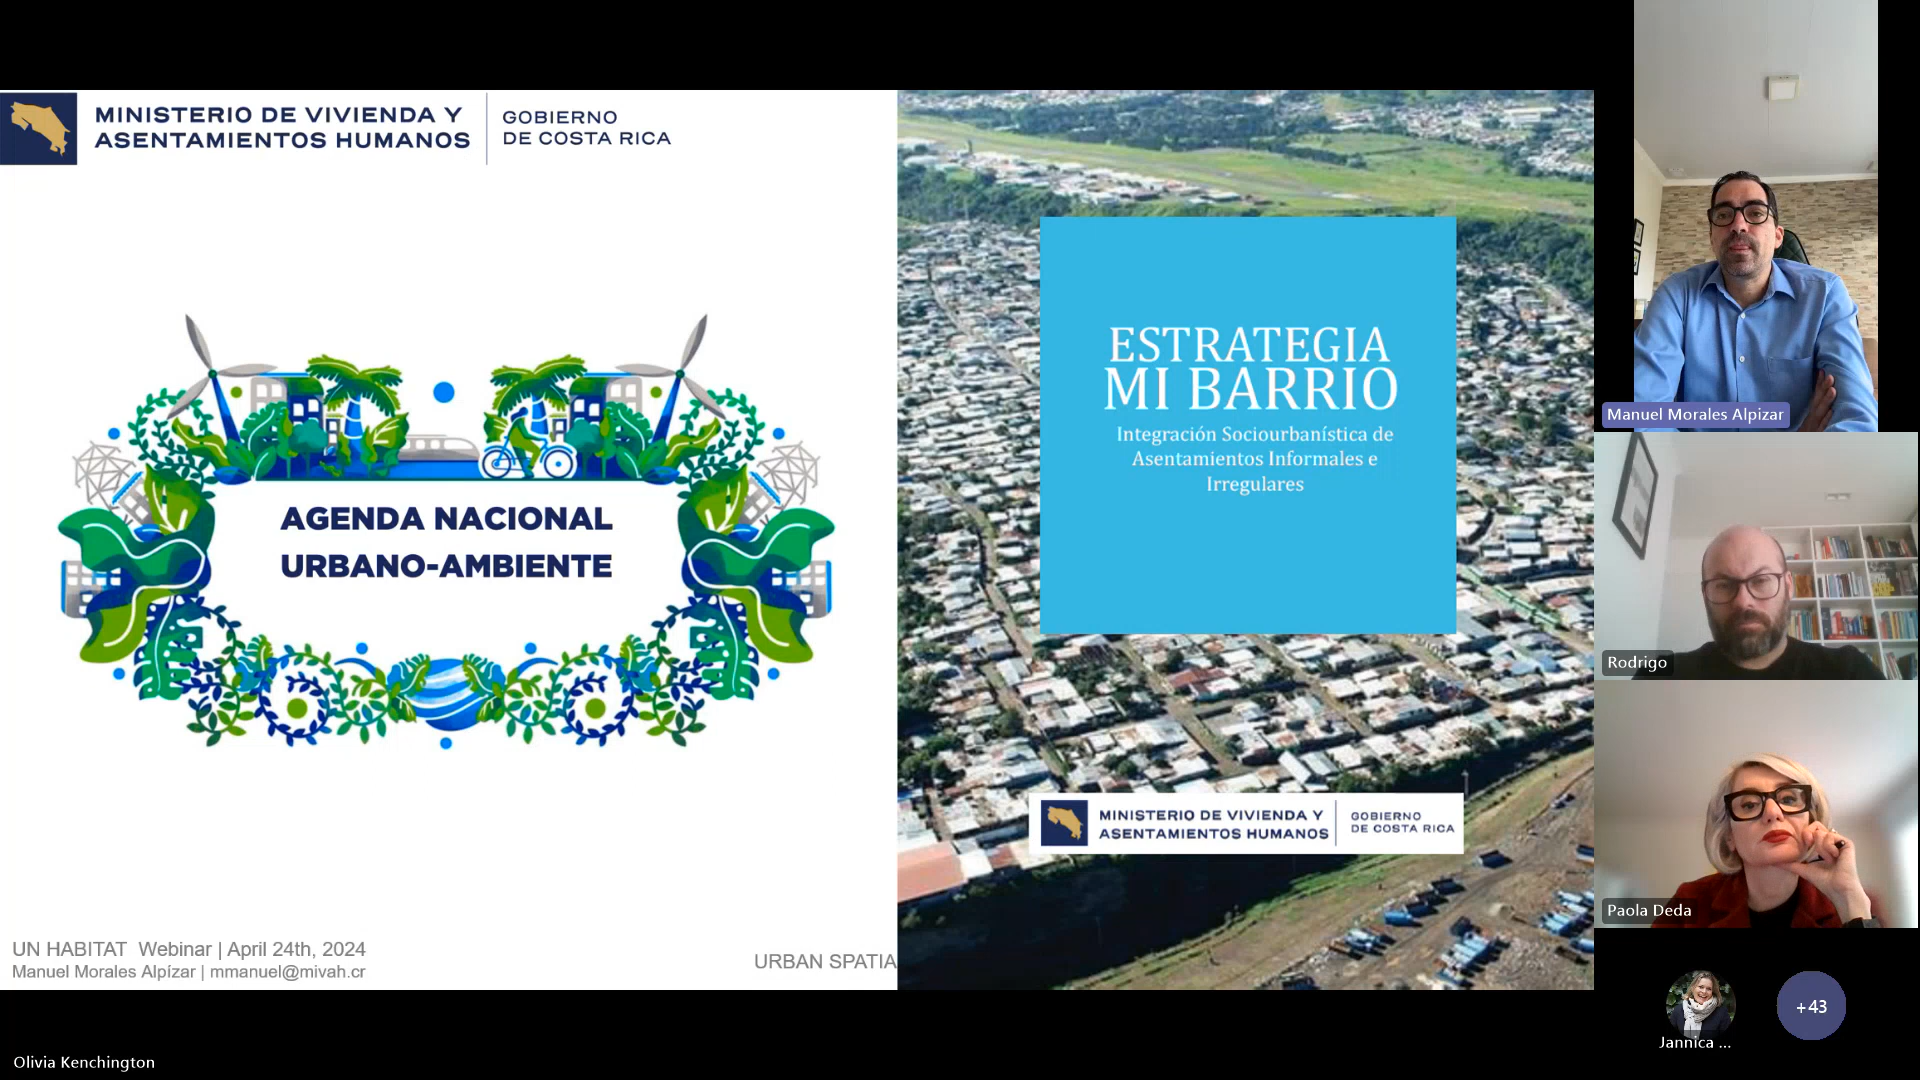 MINISTERIO DE VIVIENDA Y
ASENTAMIENTOS HUMANOS
GOBIERNO
DE COSTA RICA
AGENDA NACIONAL
URBANO-AMBIENTE
UN HABITAT Webinar | April 24th, 2024
Manuel Morales Alpízar | mmanuel@mivah.cr
URBAN SPATIA
ESTRATEGIA
MI BARRIO
Integración Sociourbanística de
Asentamientos Informales e
Irregulares
MINISTERIO DE VIVIENDA Y
ASENTAMIENTOS HUMANOS
GOBIERNO
DE COSTA RICA
Manuel Morales Alpizar
Rodrigo
Paola Deda
Jannica ...
+43
Olivia Kenchington